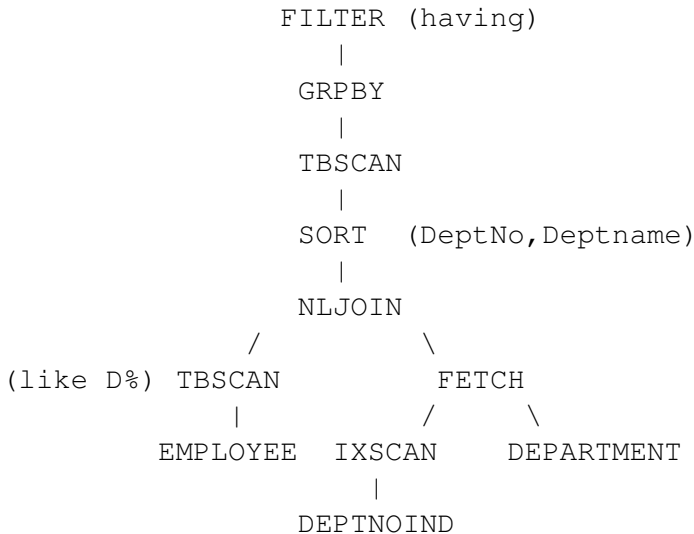 FILTER (having)
|
GRPBY
|
TBSCAN
|
SORT (DeptNo,Deptname)
|
NLJOIN
/ \
(like D%) TBSCAN FETCH
| / \
EMPLOYEE IXSCAN DEPARTMENT
|
DEPTNOIND